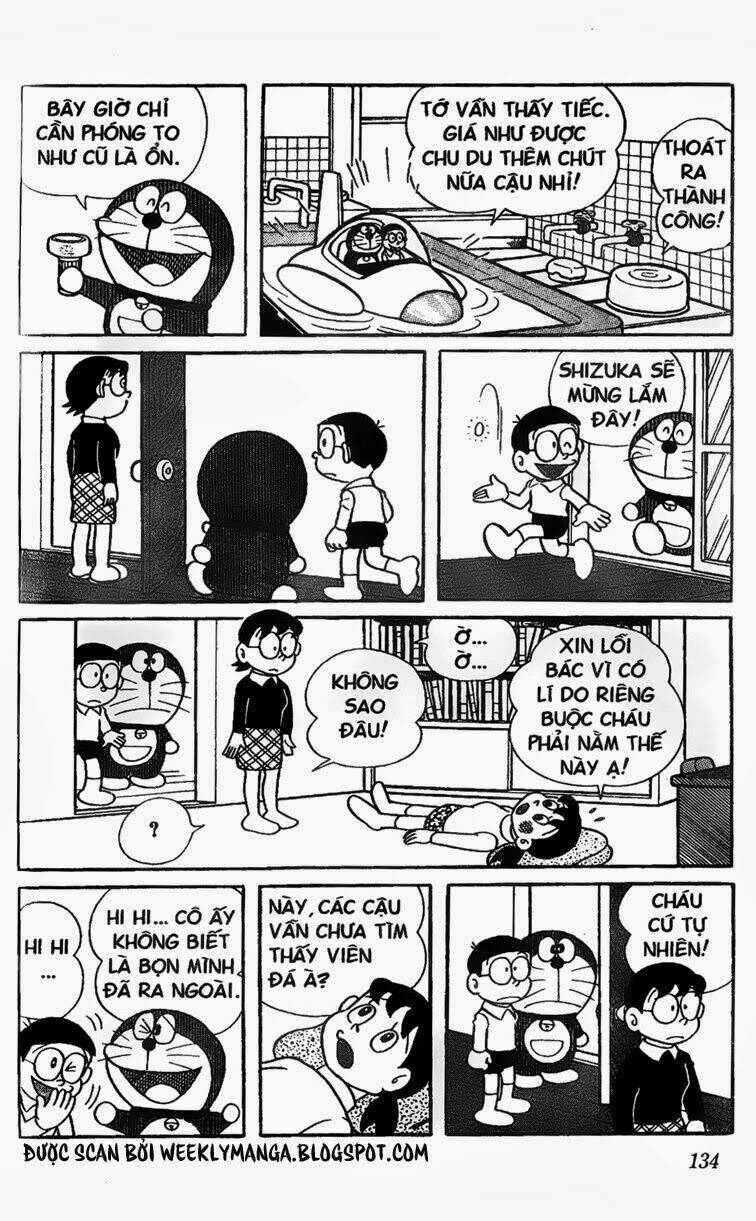 THOÁT
RA
THÀNH
CÔNG!
TỚ VẪN THẤY TIẾC.
GIÁ NHƯ ĐƯỢC
CHU DU THÊM CHÚT
NỮA CẬU NHỈ!
BÂY GIỜ CHỈ
CẦN PHÓNG TO
NHƯ CŨ LÀ ỔN.
SHIZUKA SẼ
MỪNG LẮM
ĐÂY!
XIN LỖI
BÁC VÌ CÓ
LÍ DO RIÊNG
BUỘC CHÁU
PHẢI NẰM THẾ
NÀY Ạ!
Ờ...
Ờ...
KHÔNG
SAO
ĐÂU!
?
CHÁU
CỨ TỰ
NHIÊN!
NÀY, CÁC CẬU
VẪN CHƯA TÌM
THẤY VIÊN
ĐÁ À?
HI HI... CÔ ẤY
KHÔNG BIẾT
LÀ BỌN MÌNH
ĐÃ RA NGOÀI.
HI HI
...
ĐƯỢC SCAN BỞI WEEKLYMANGA.BLOGSPOT.COM
134